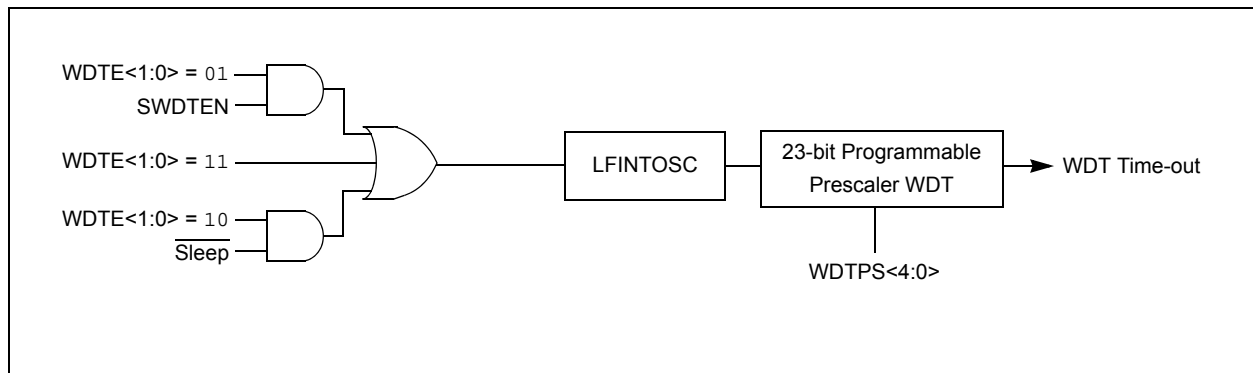 WDTE<1:0> = 01
SWDTEN
WDTE<1:0> = 11
WDTE<1:0> = 10
Sleep
LFINTOSC
23-bit Programmable
Prescaler WDT
WDT Time-out
WDTPS<4:0>